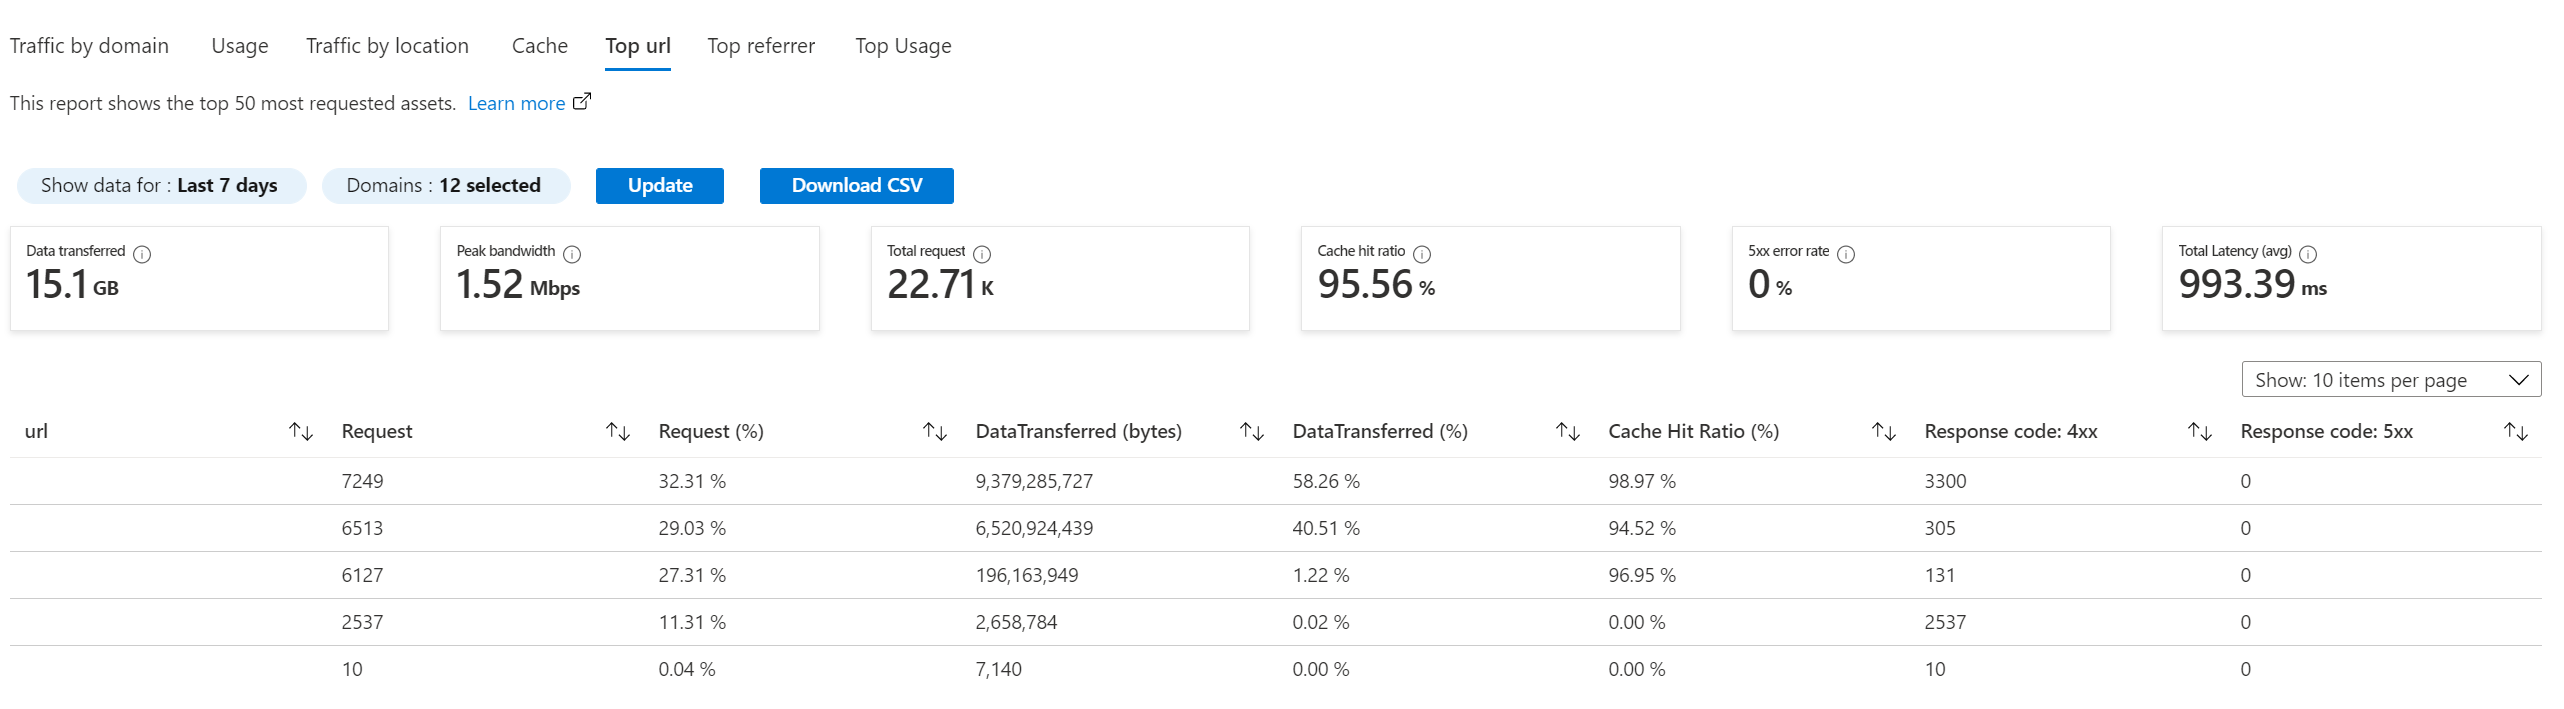 Traffic by domain Usage Traffic by location Cache Top url Top referrer Top Usage
This report shows the top 50 most requested assets. Learn more
Show data for : Last 7 days Domains : 12 selected Update Download CSV
Data transferred Peak bandwidth Total request Cache hit ratio 5xx error rate Total Latency (avg)
15.1 GB 1.52 Mbps 22.71 K 95.56 % 0 % 993.39 ms
Show: 10 items per page
url Request Request (%) DataTransferred (bytes) DataTransferred (%) Cache Hit Ratio (%) Response code: 4xx Response code: 5xx
7249 32.31 % 9,379,285,727 58.26 % 98.97 % 3300 0
6513 29.03 % 6,520,924,439 40.51 % 94.52 % 305 0
6127 27.31 % 196,163,949 1.22 % 96.95 % 131 0
2537 11.31 % 2,658,784 0.02 % 0.00 % 2537 0
10 0.04 % 7,140 0.00 % 0.00 % 10 0